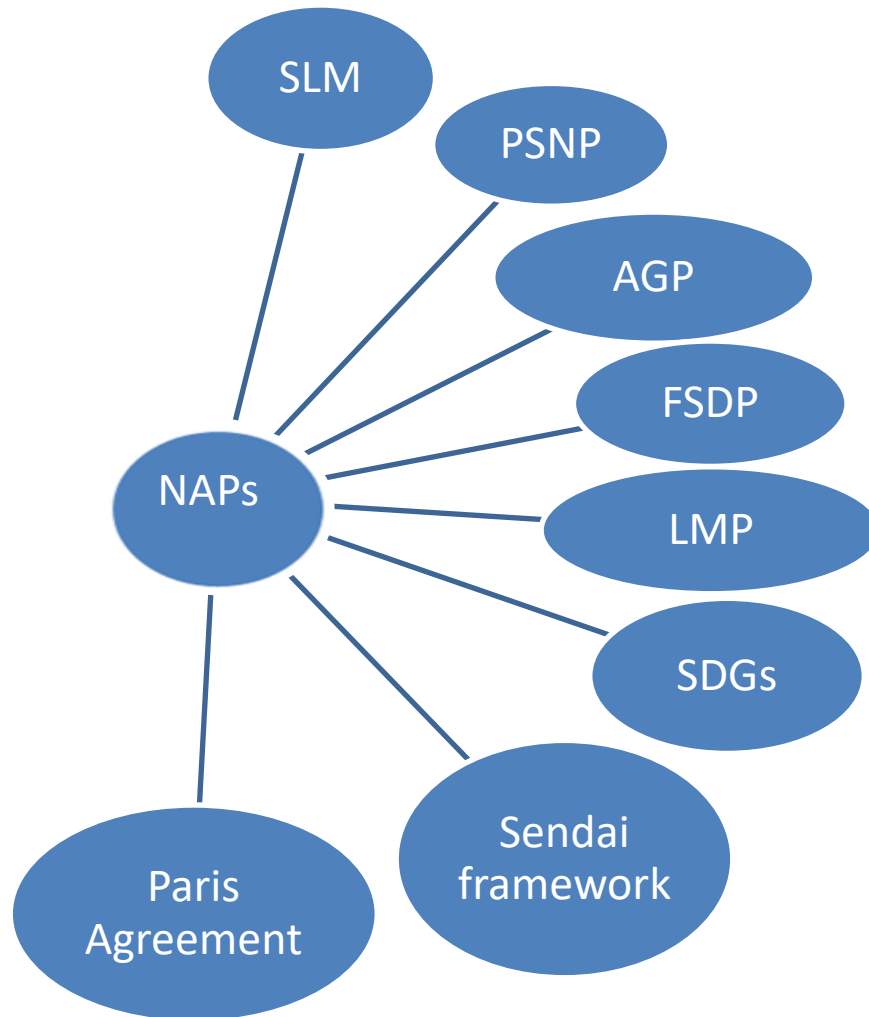 SLM
PSNP
AGP
FSDP
NAPs
LMP
SDGs
Sendai
framework
Paris
Agreement